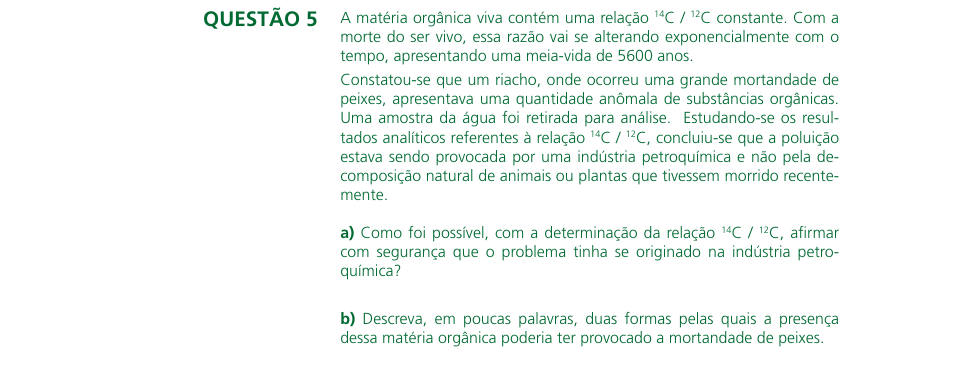 QUESTÃO 5
A matéria orgânica viva contém uma relação ¹⁴C / ¹²C constante. Com a
morte do ser vivo, essa razão vai se alterando exponencialmente com o
tempo, apresentando uma meia-vida de 5600 anos.
Constatou-se que um riacho, onde ocorreu uma grande mortandade de
peixes, apresentava uma quantidade anômala de substâncias orgânicas.
Uma amostra da água foi retirada para análise. Estudando-se os resul-
tados analíticos referentes à relação ¹⁴C / ¹²C, concluiu-se que a poluição
estava sendo provocada por uma indústria petroquímica e não pela de-
composição natural de animais ou plantas que tivessem morrido recente-
mente.
a) Como foi possível, com a determinação da relação ¹⁴C / ¹²C, afirmar
com segurança que o problema tinha se originado na indústria petro-
química?
b) Descreva, em poucas palavras, duas formas pelas quais a presença
dessa matéria orgânica poderia ter provocado a mortandade de peixes.